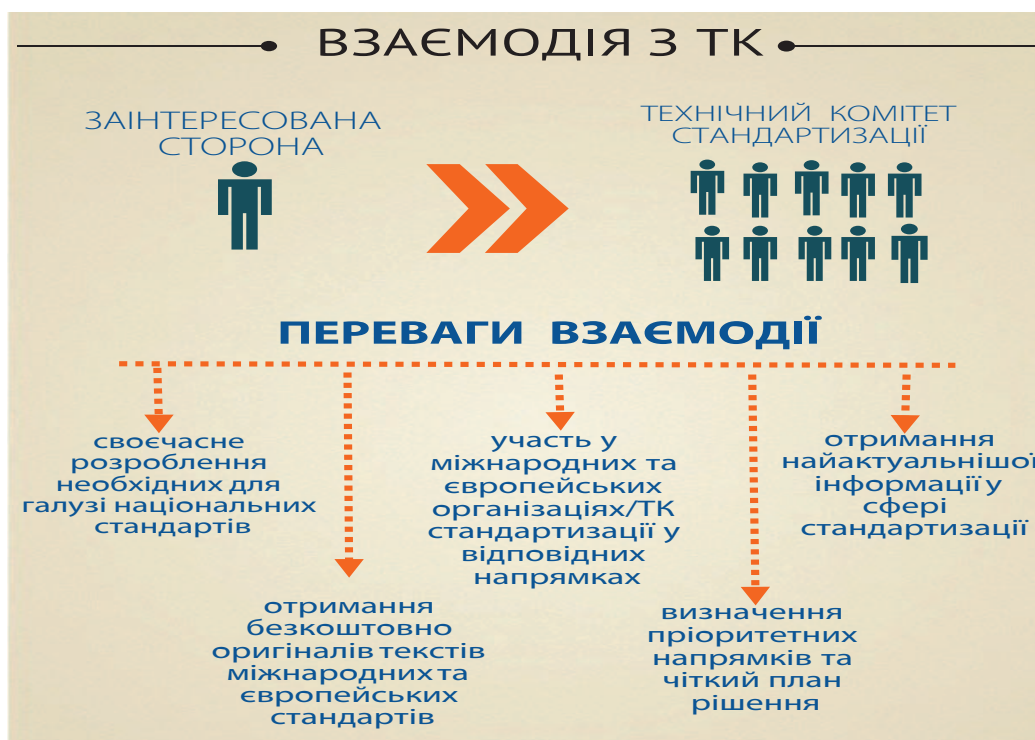 ВЗАЄМОДІЯ З ТК
ЗАІНТЕРЕСОВАНА
СТОРОНА
ТЕХНІЧНИЙ КОМІТЕТ
СТАНДАРТИЗАЦІЇ
ПЕРЕВАГИ ВЗАЄМОДІЇ
своєчасне
розроблення
необхідних для
галузі національних
стандартів
отримання
безкоштовно
оригіналів текстів
міжнародних та
європейських
стандартів
участь у
міжнародних та
європейських
організаціях/ТК
стандартизації у
відповідних
напрямках
визначення
пріоритетних
напрямків та
чіткий план
рішення
отримання
найактуальнішої
інформації у
сфері
стандартизації